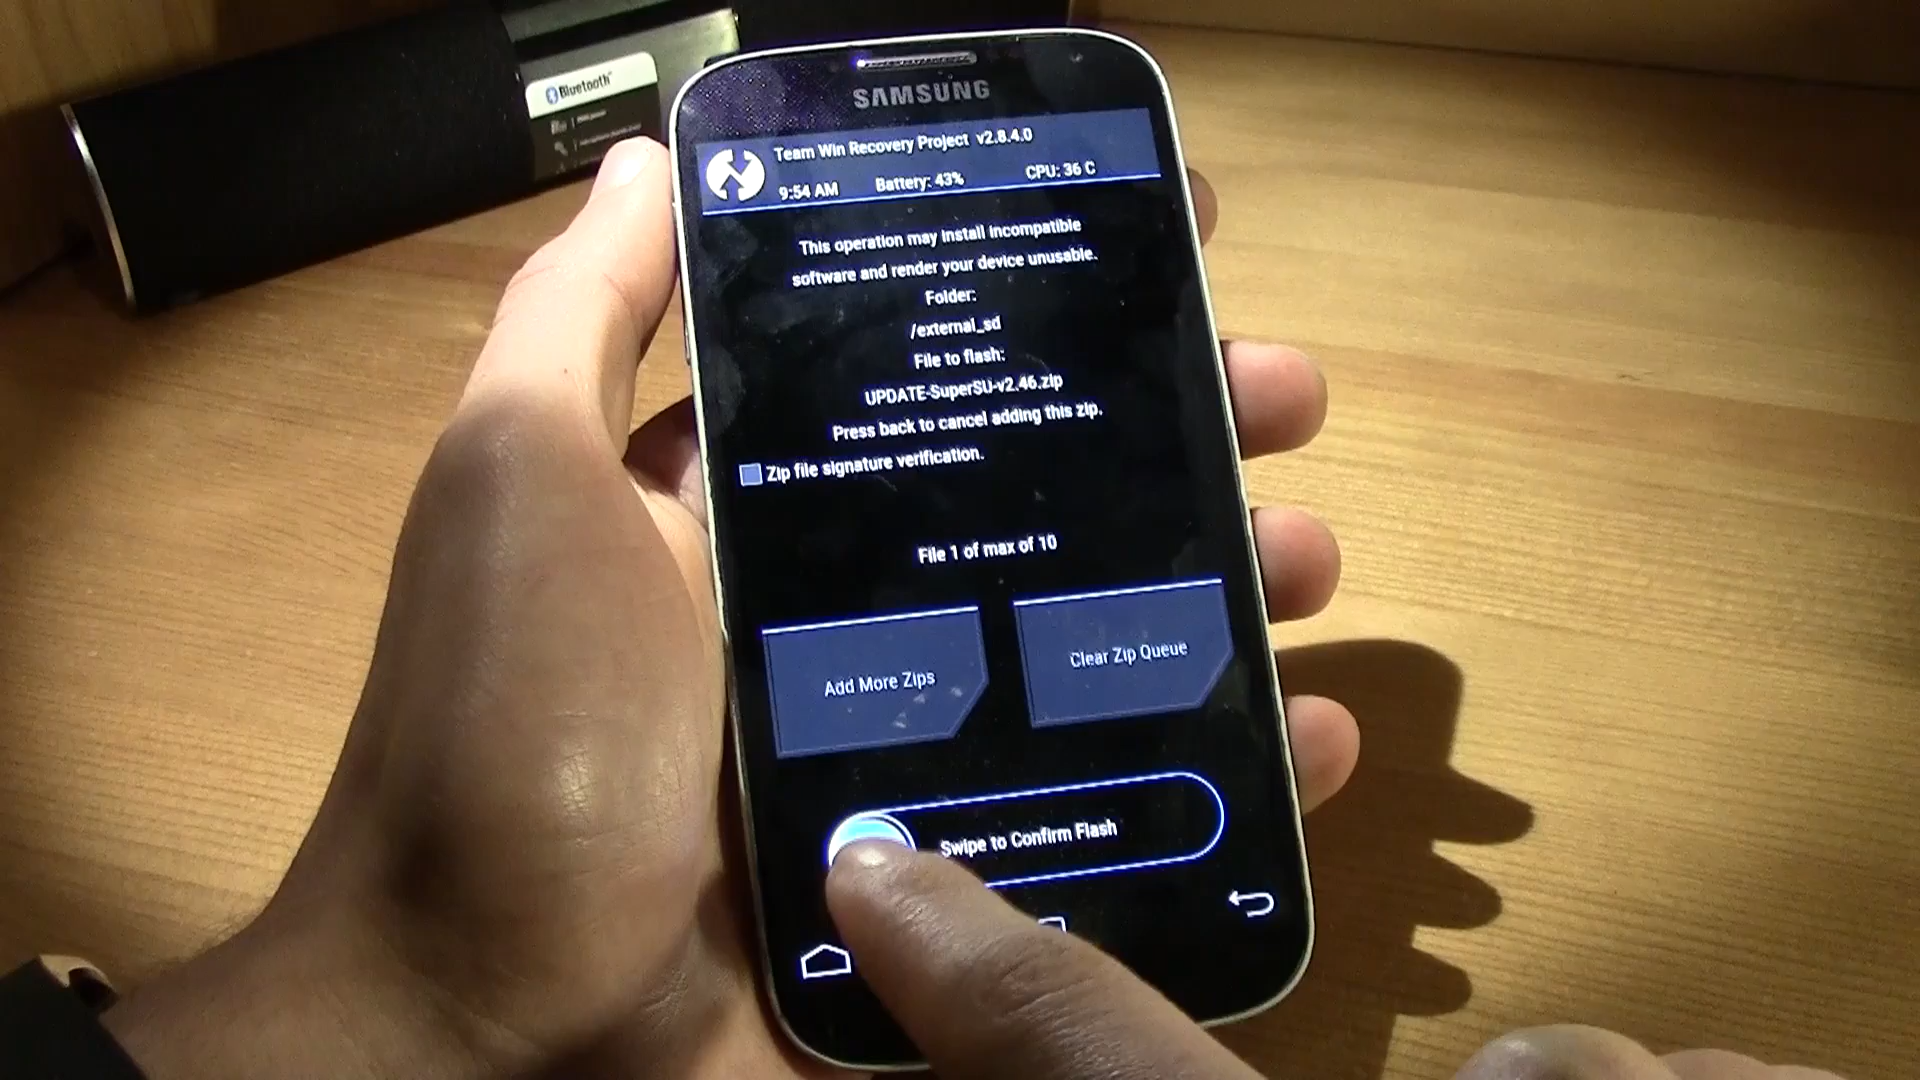 Bluetooth
SAMSUNG
Team Win Recovery Project v2.8.4.0
9:54 AM Battery: 43% CPU: 36 C
This operation may install incompatible
software and render your device unusable.
Folder:
/external_sd
File to flash:
UPDATE-SuperSU-v2.46.zip
Press back to cancel adding this zip.
Zip file signature verification.
File 1 of max of 10
Add More Zips
Clear Zip Queue
Swipe to Confirm Flash